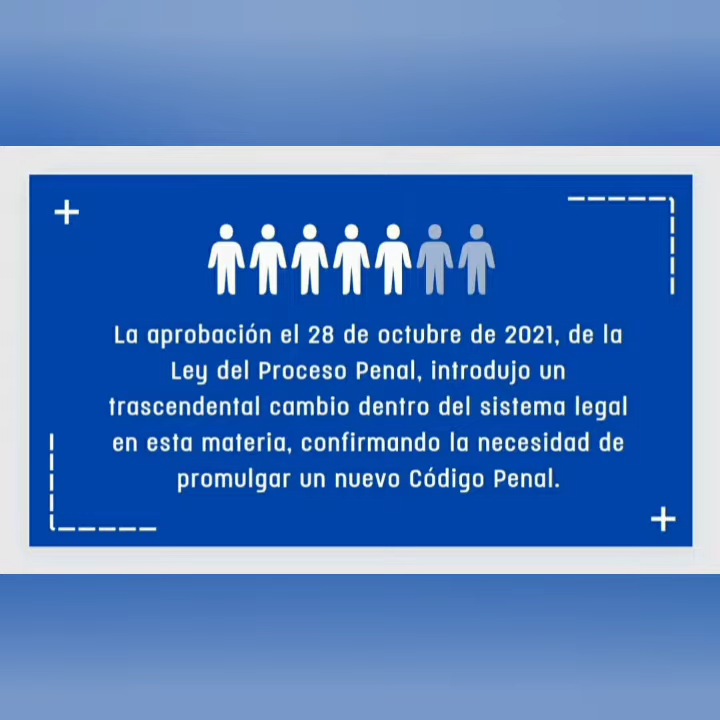 La aprobación el 28 de octubre de 2021, de la
Ley del Proceso Penal, introdujo un
trascendental cambio dentro del sistema legal
en esta materia, confirmando la necesidad de
promulgar un nuevo Código Penal.